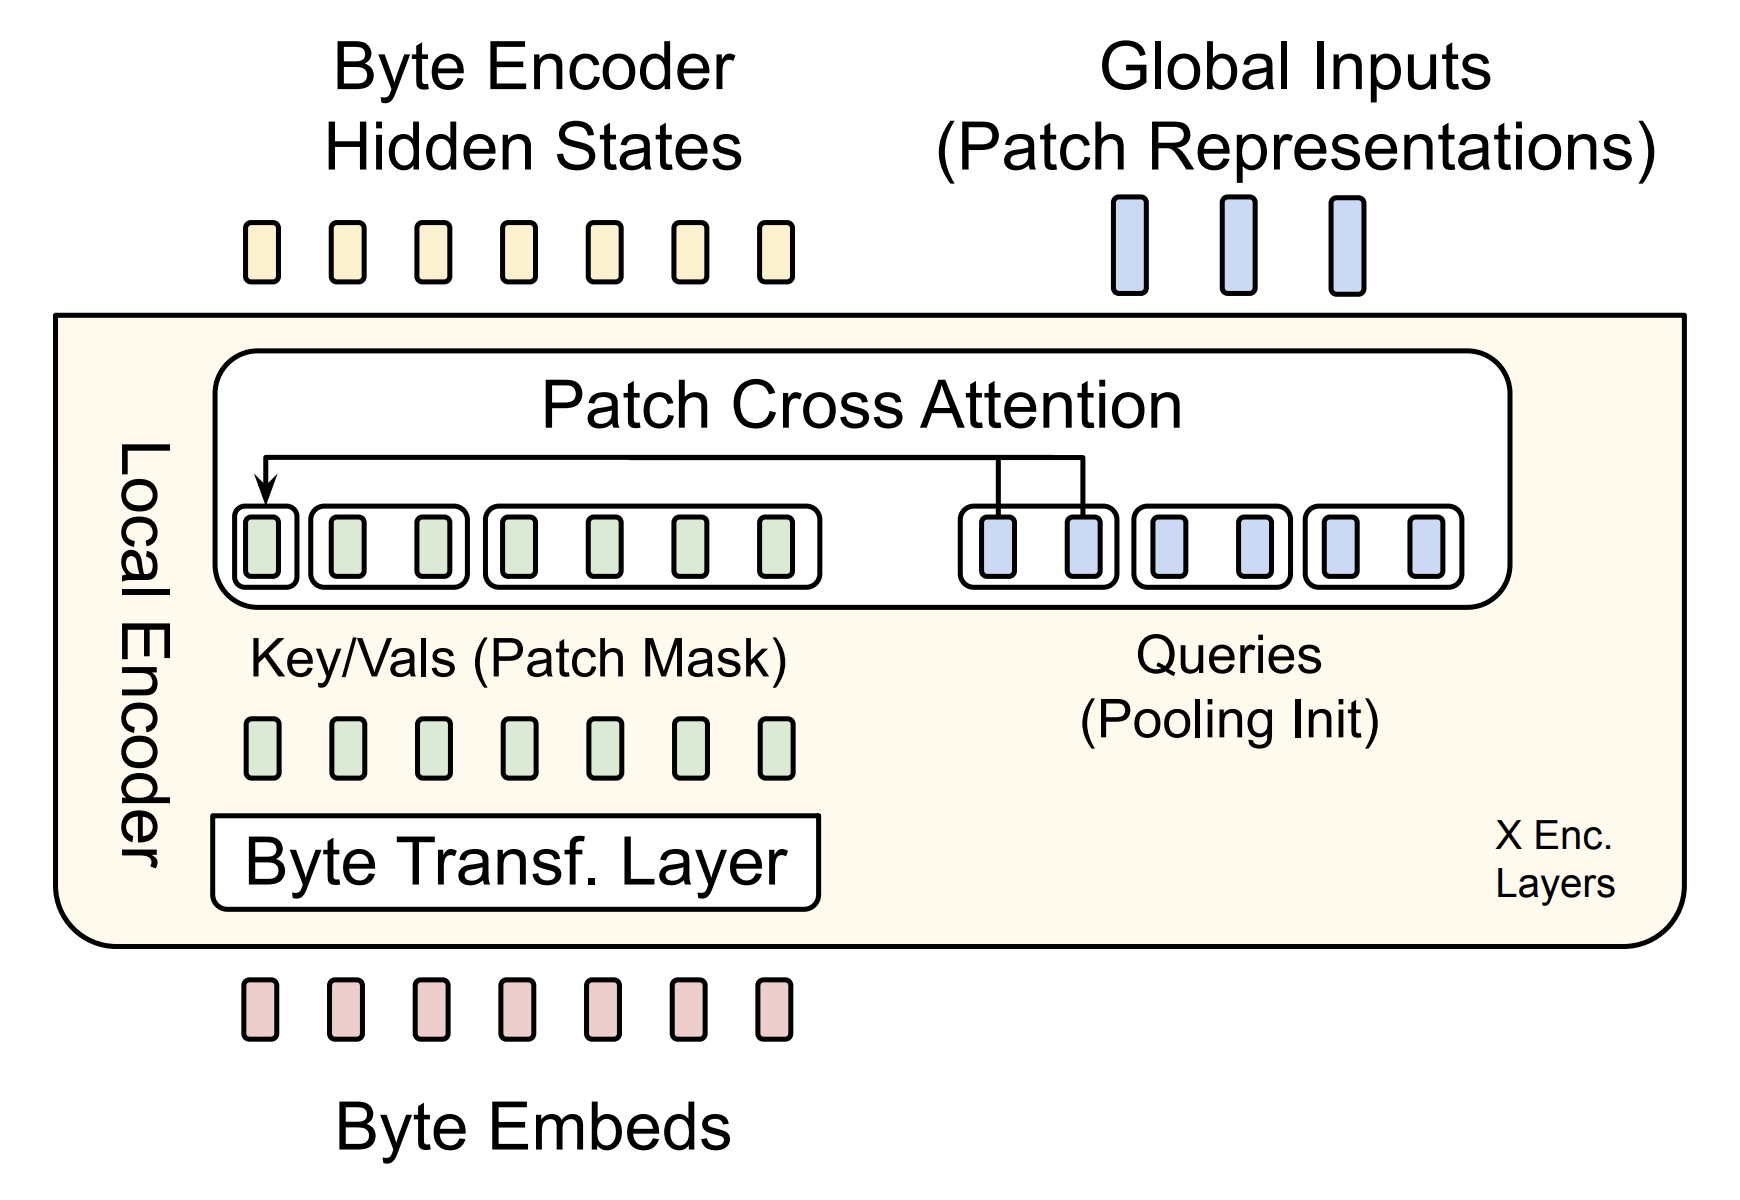 Byte Encoder
Hidden States
Global Inputs
(Patch Representations)
Local Encoder
Patch Cross Attention
Key/Vals (Patch Mask)
Queries
(Pooling Init)
Byte Transf. Layer
X Enc.
Layers
Byte Embeds